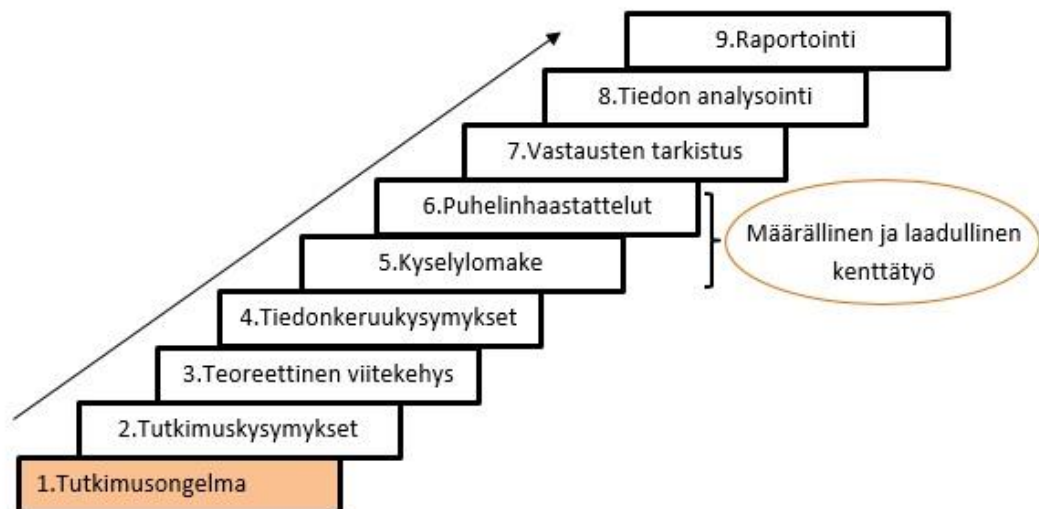 9.Raportointi
8.Tiedon analysointi
7.Vastausten tarkistus
6.Puhelinhaastattelut
Määrällinen ja laadullinen
kenttätyö
5.Kyselylomake
4.Tiedonkeruukysymykset
3.Teoreettinen viitekehys
2.Tutkimuskysymykset
1.Tutkimusongelma